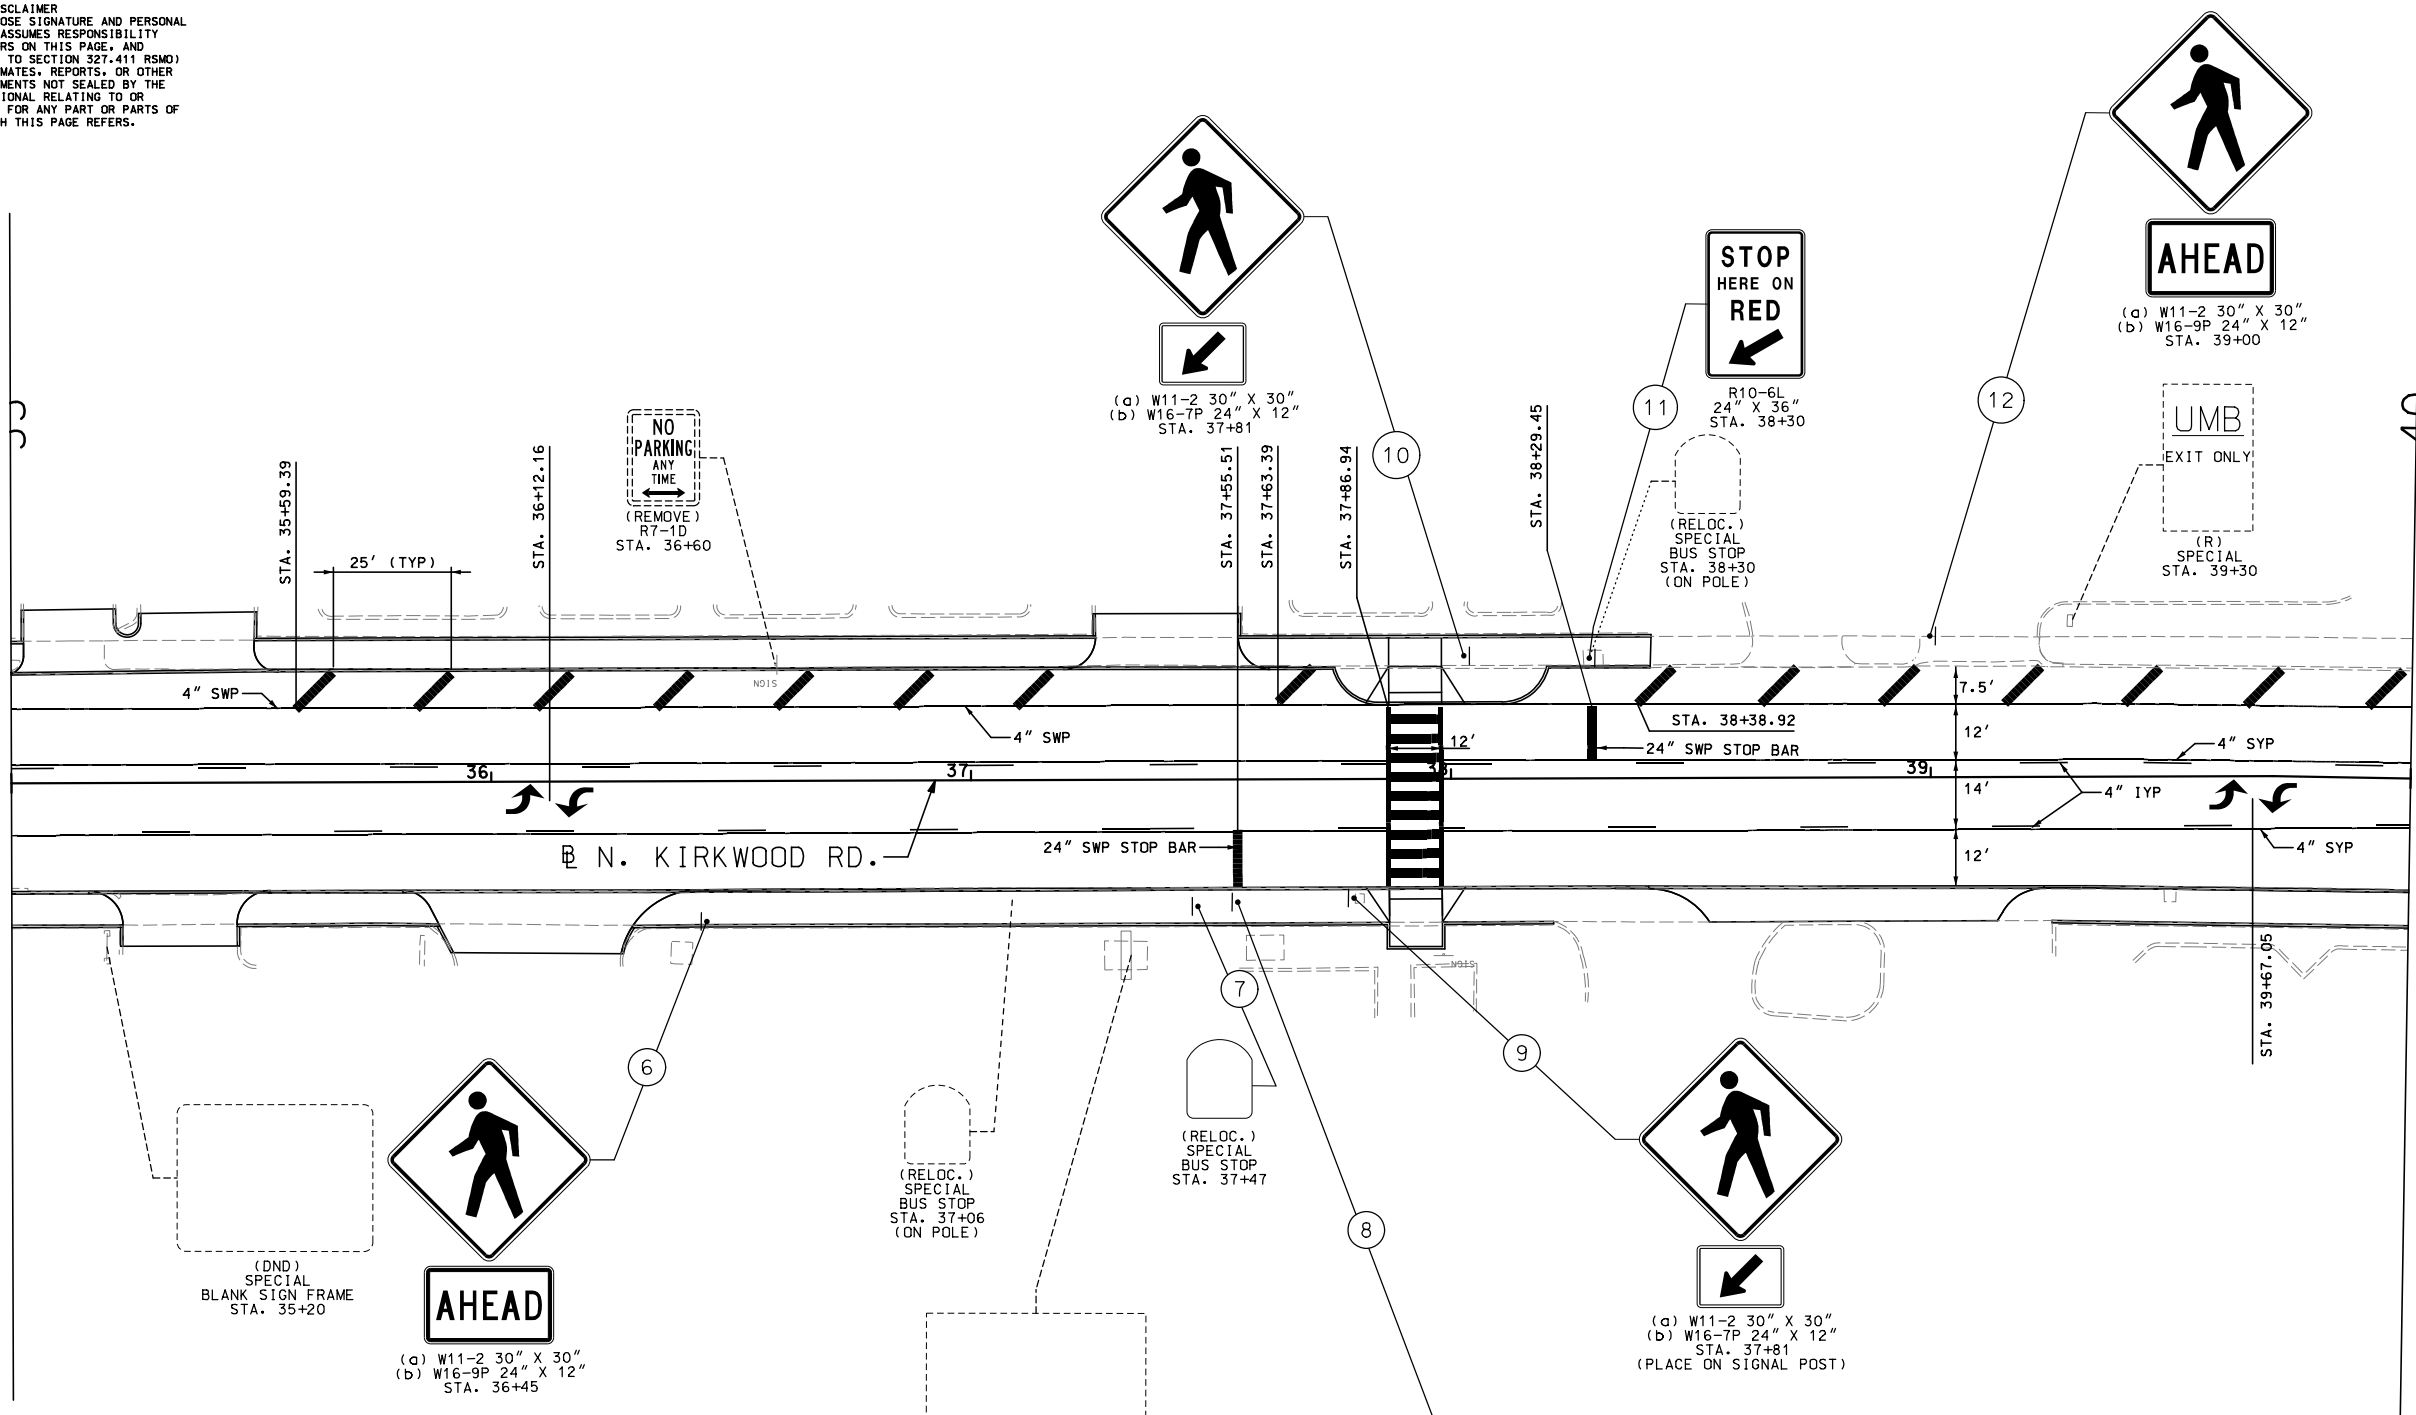 SCLAIMER
OSE SIGNATURE AND PERSONAL
ASSUMES RESPONSIBILITY
RS ON THIS PAGE, AND
TO SECTION 327.411 RSMO)
MATES, REPORTS, OR OTHER
MENTS NOT SEALED BY THE
IONAL RELATING TO OR
FOR ANY PART OR PARTS OF
H THIS PAGE REFERS.
AHEAD
(a) W11-2 30" X 30"
(b) W16-9P 24" X 12"
STA. 39+00
STOP
HERE ON
RED
R10-6L
24" X 36"
STA. 38+30
(a) W11-2 30" X 30"
(b) W16-7P 24" X 12"
STA. 37+81
10
11
12
NO
PARKING
ANY
TIME
(REMOVE)
R7-1D
STA. 36+60
UMB
EXIT ONLY
(R)
SPECIAL
STA. 39+30
(RELOC.)
SPECIAL
BUS STOP
STA. 38+30
(ON POLE)
STA. 35+59.39
STA. 36+12.16
STA. 37+55.51
STA. 37+63.39
STA. 37+86.94
STA. 38+29.45
25' (TYP)
SIGN
4" SWP
4" SWP
7.5'
STA. 38+38.92
12'
12'
24" SWP STOP BAR
4" SYP
36
37
38
39
40
14'
4" IYP
B
L N. KIRKWOOD RD.
24" SWP STOP BAR
12'
4" SYP
SIGN
STA. 39+67.05
6
7
8
9
(DND)
SPECIAL
BLANK SIGN FRAME
STA. 35+20
AHEAD
(a) W11-2 30" X 30"
(b) W16-9P 24" X 12"
STA. 36+45
(RELOC.)
SPECIAL
BUS STOP
STA. 37+06
(ON POLE)
(RELOC.)
SPECIAL
BUS STOP
STA. 37+47
(a) W11-2 30" X 30"
(b) W16-7P 24" X 12"
STA. 37+81
(PLACE ON SIGNAL POST)